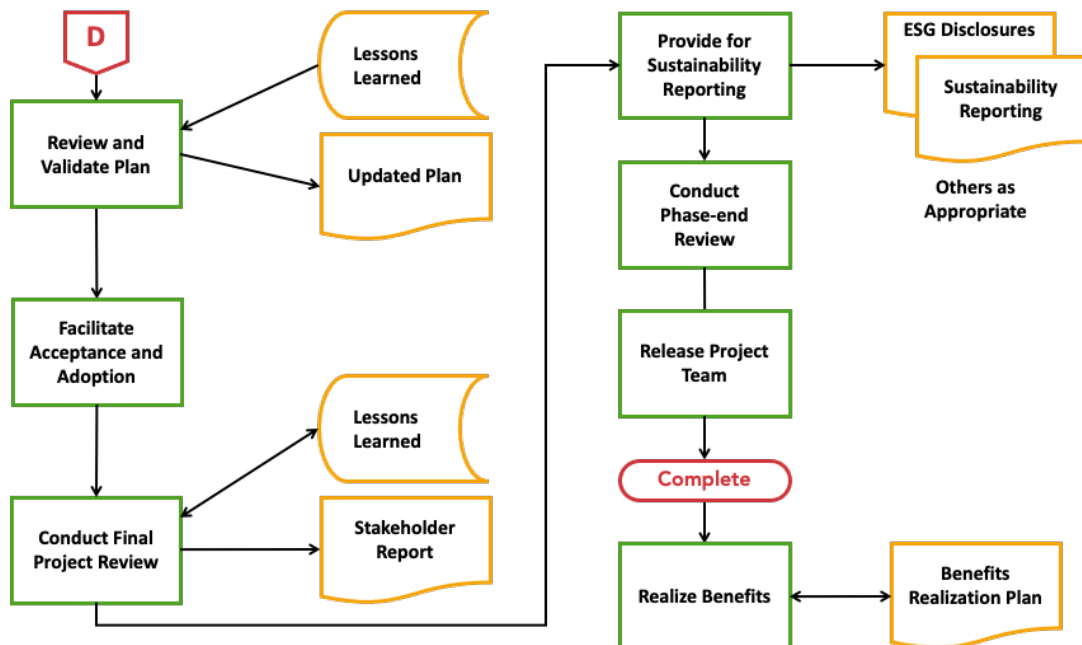 D
Lessons
Learned
Review and
Validate Plan
Updated Plan
Facilitate
Acceptance and
Adoption
Lessons
Learned
Conduct Final
Project Review
Stakeholder
Report
Provide for
Sustainability
Reporting
ESG Disclosures
Sustainability
Reporting
Others as
Appropriate
Conduct
Phase-end
Review
Release Project
Team
Complete
Realize Benefits
Benefits
Realization Plan